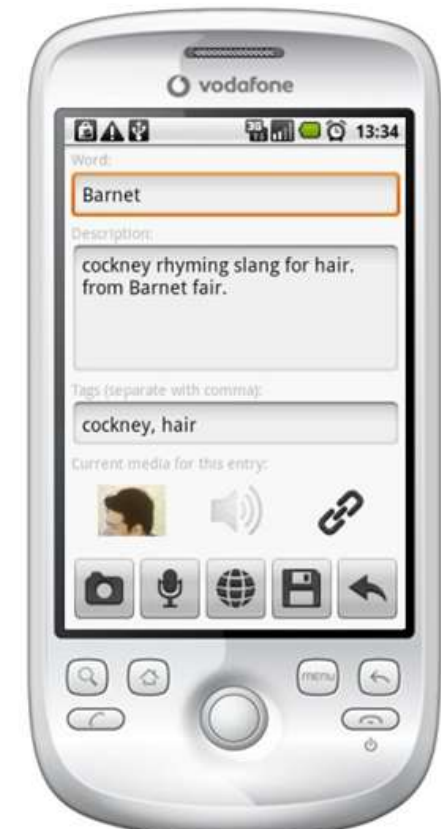 vodafone
3G
13:34
Word:
Barnet
Description:
cockney rhyming slang for hair.
from Barnet fair.
Tags (separate with comma):
cockney, hair
Current media for this entry:
menu